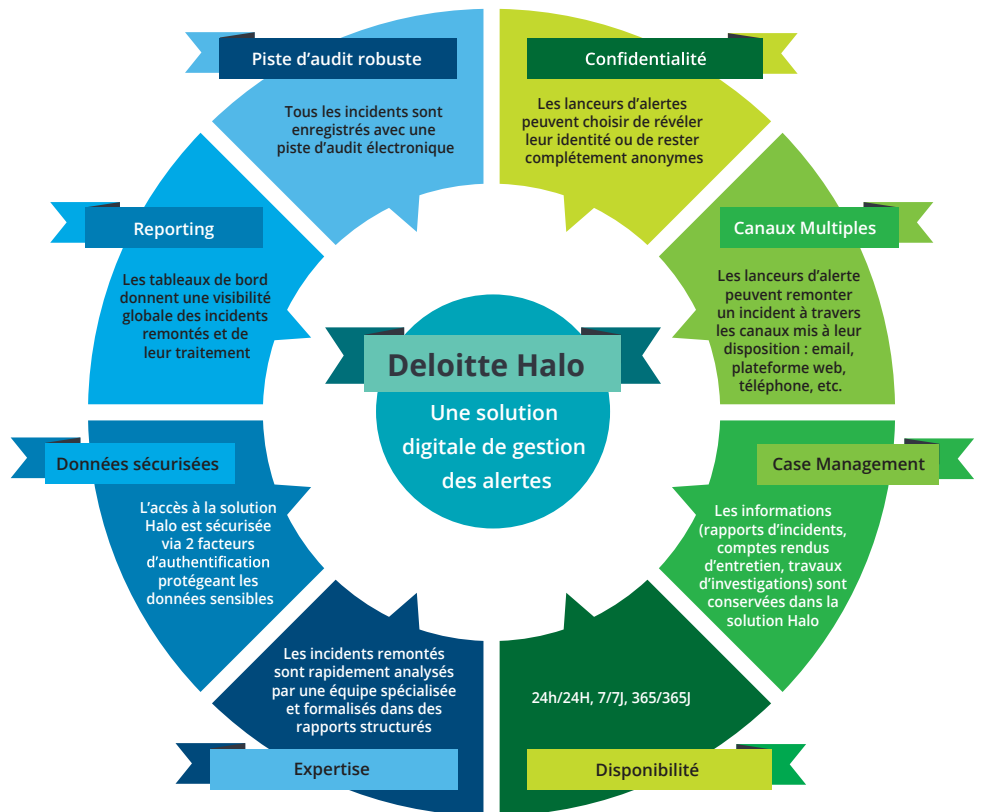 Piste d'audit robuste
Tous les incidents sont
enregistrés avec une
piste d'audit électronique
Confidentialité
Les lanceurs d'alertes
peuvent choisir de révéler
leur identité ou de rester
complétement anonymes
Reporting
Les tableaux de bord
donnent une visibilité
globale des incidents
remontés et de
leur traitement
Canaux Multiples
Les lanceurs d'alerte
peuvent remonter
un incident à travers
les canaux mis à leur
disposition : email,
plateforme web,
téléphone, etc.
Deloitte Halo
Une solution
digitale de gestion
des alertes
Données sécurisées
L'accès à la solution
Halo est sécurisée
via 2 facteurs
d'authentification
protégeant les
données sensibles
Case Management
Les informations
(rapports d'incidents,
comptes rendus
d'entretien, travaux
d'investigations) sont
conservées dans la
solution Halo
Les incidents remontés
sont rapidement analysés
par une équipe spécialisée
et formalisés dans des
rapports structurés
Expertise
24h/24H, 7/7J, 365/365J
Disponibilité